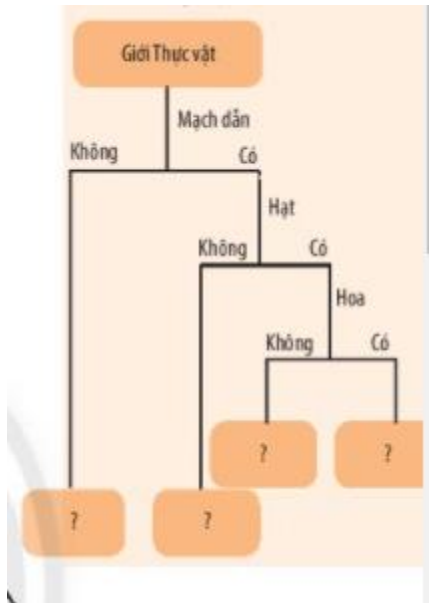 Giới Thực vật
Mạch dẫn
Không Có
Hạt
Không Có
Hoa
Không Có
? ?
? ?